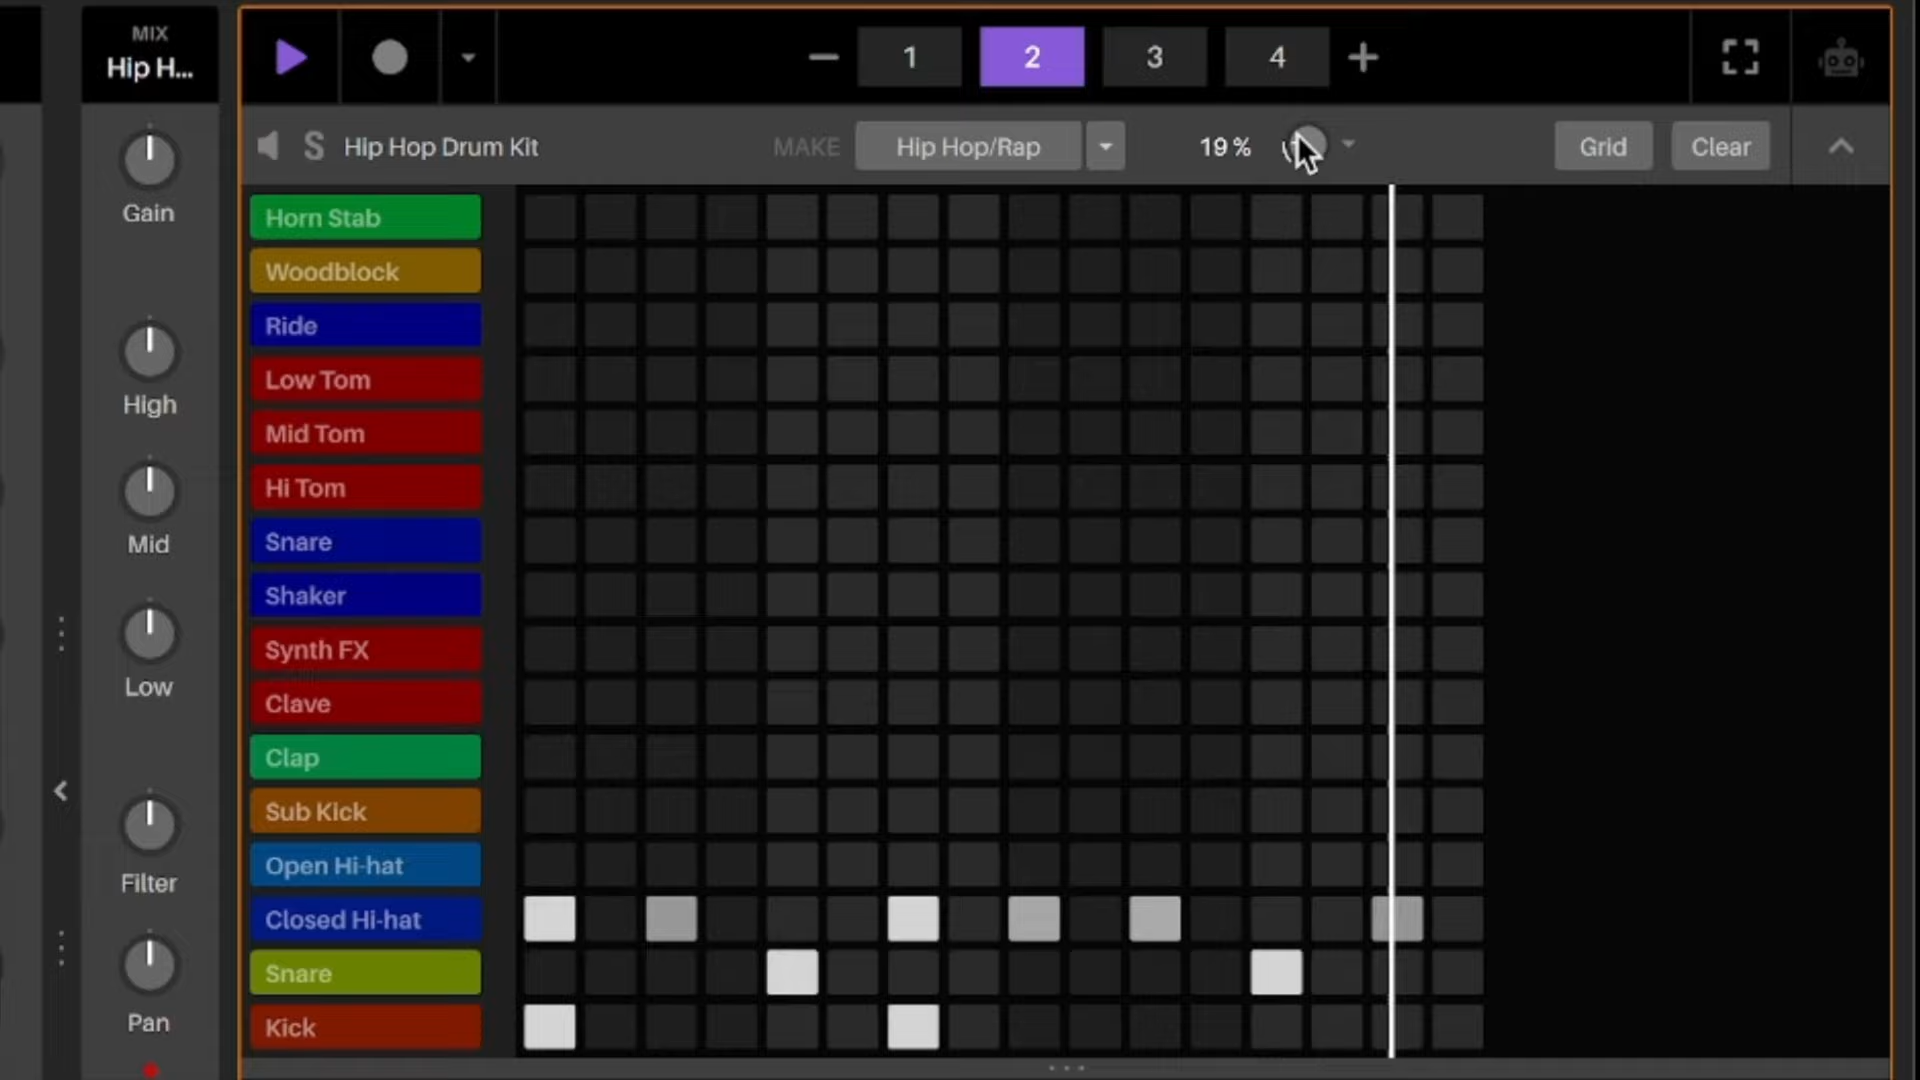 MIX
Hip H...
1
2
3
4
S
Hip Hop Drum Kit
MAKE
Hip Hop/Rap
19 %
Grid
Clear
Gain
High
Mid
Low
Filter
Pan
Horn Stab
Woodblock
Ride
Low Tom
Mid Tom
Hi Tom
Snare
Shaker
Synth FX
Clave
Clap
Sub Kick
Open Hi-hat
Closed Hi-hat
Snare
Kick